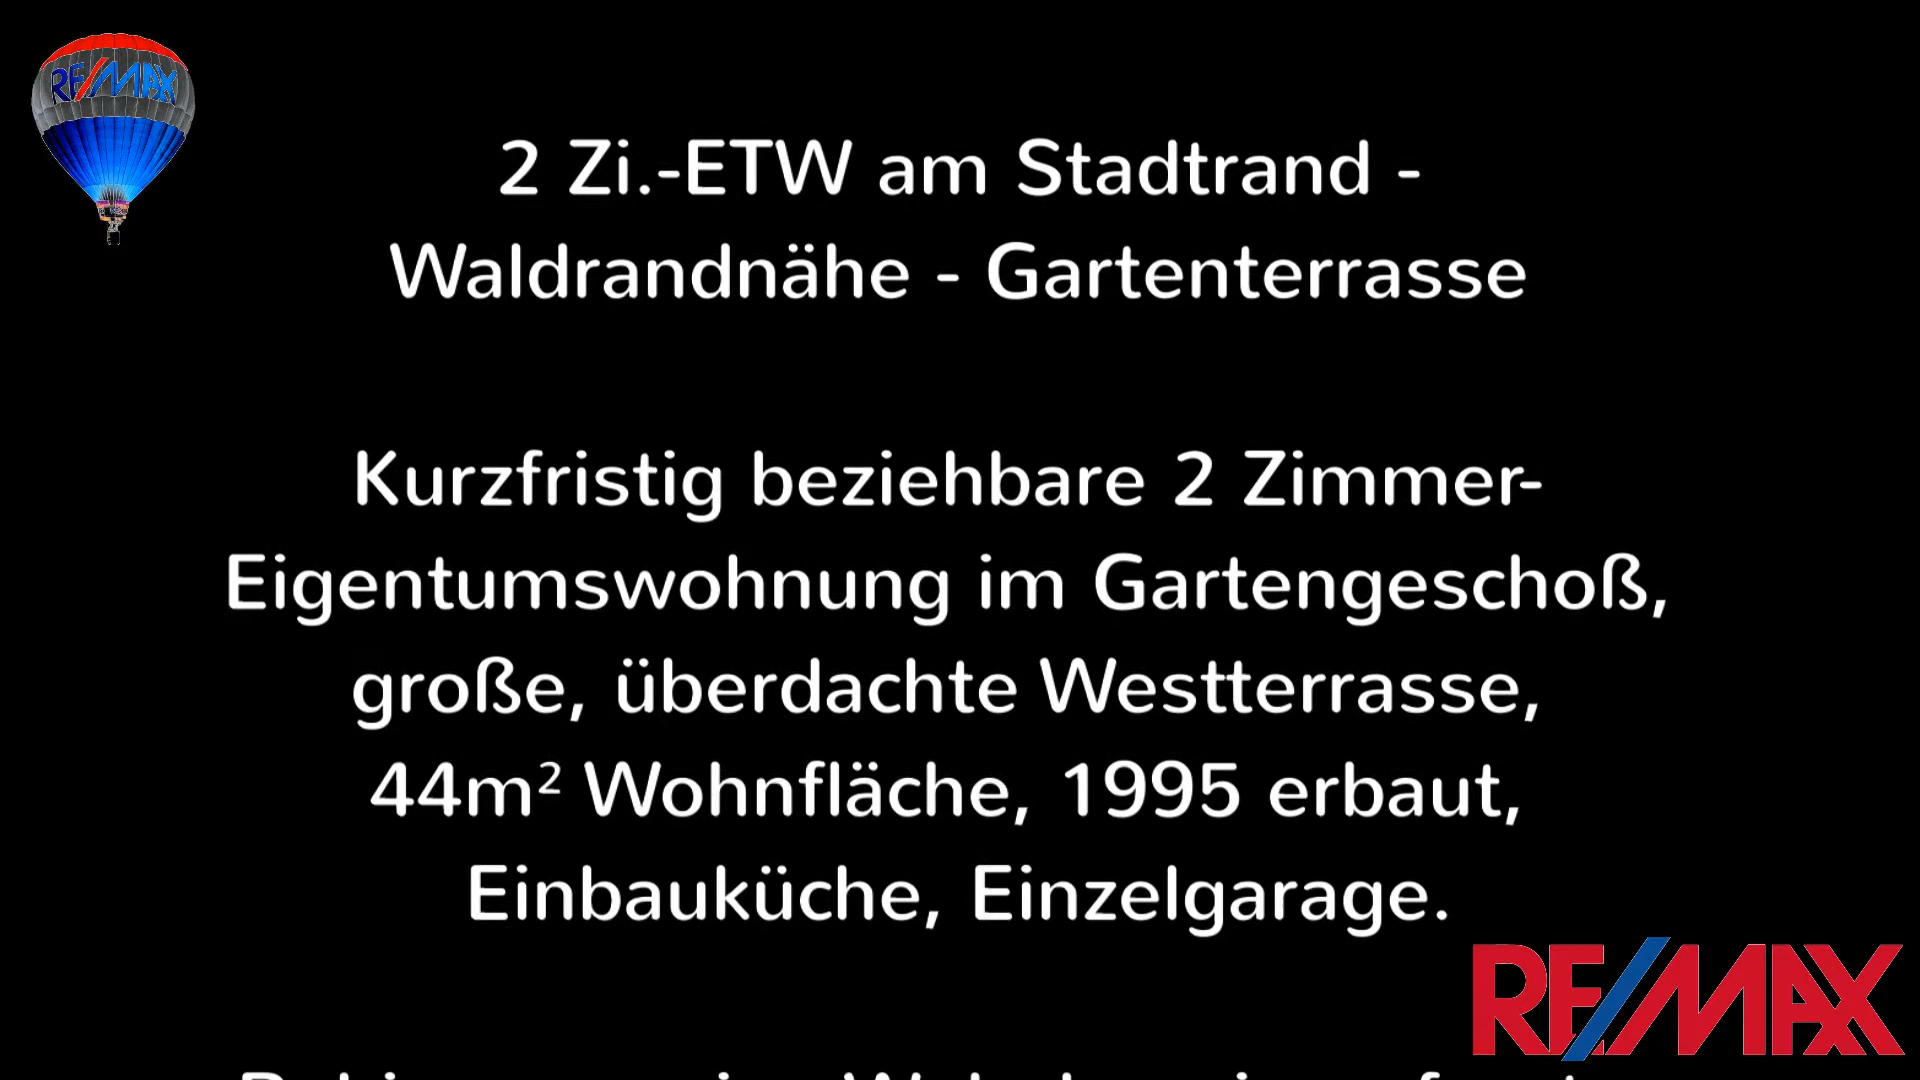 RE/MAX
2 Zi.-ETW am Stadtrand -
Waldrandnähe - Gartenterrasse
Kurzfristig beziehbare 2 Zimmer-
Eigentumswohnung im Gartengeschoß,
große, überdachte Westterrasse,
44m² Wohnfläche, 1995 erbaut,
Einbauküche, Einzelgarage.
RE/MAX